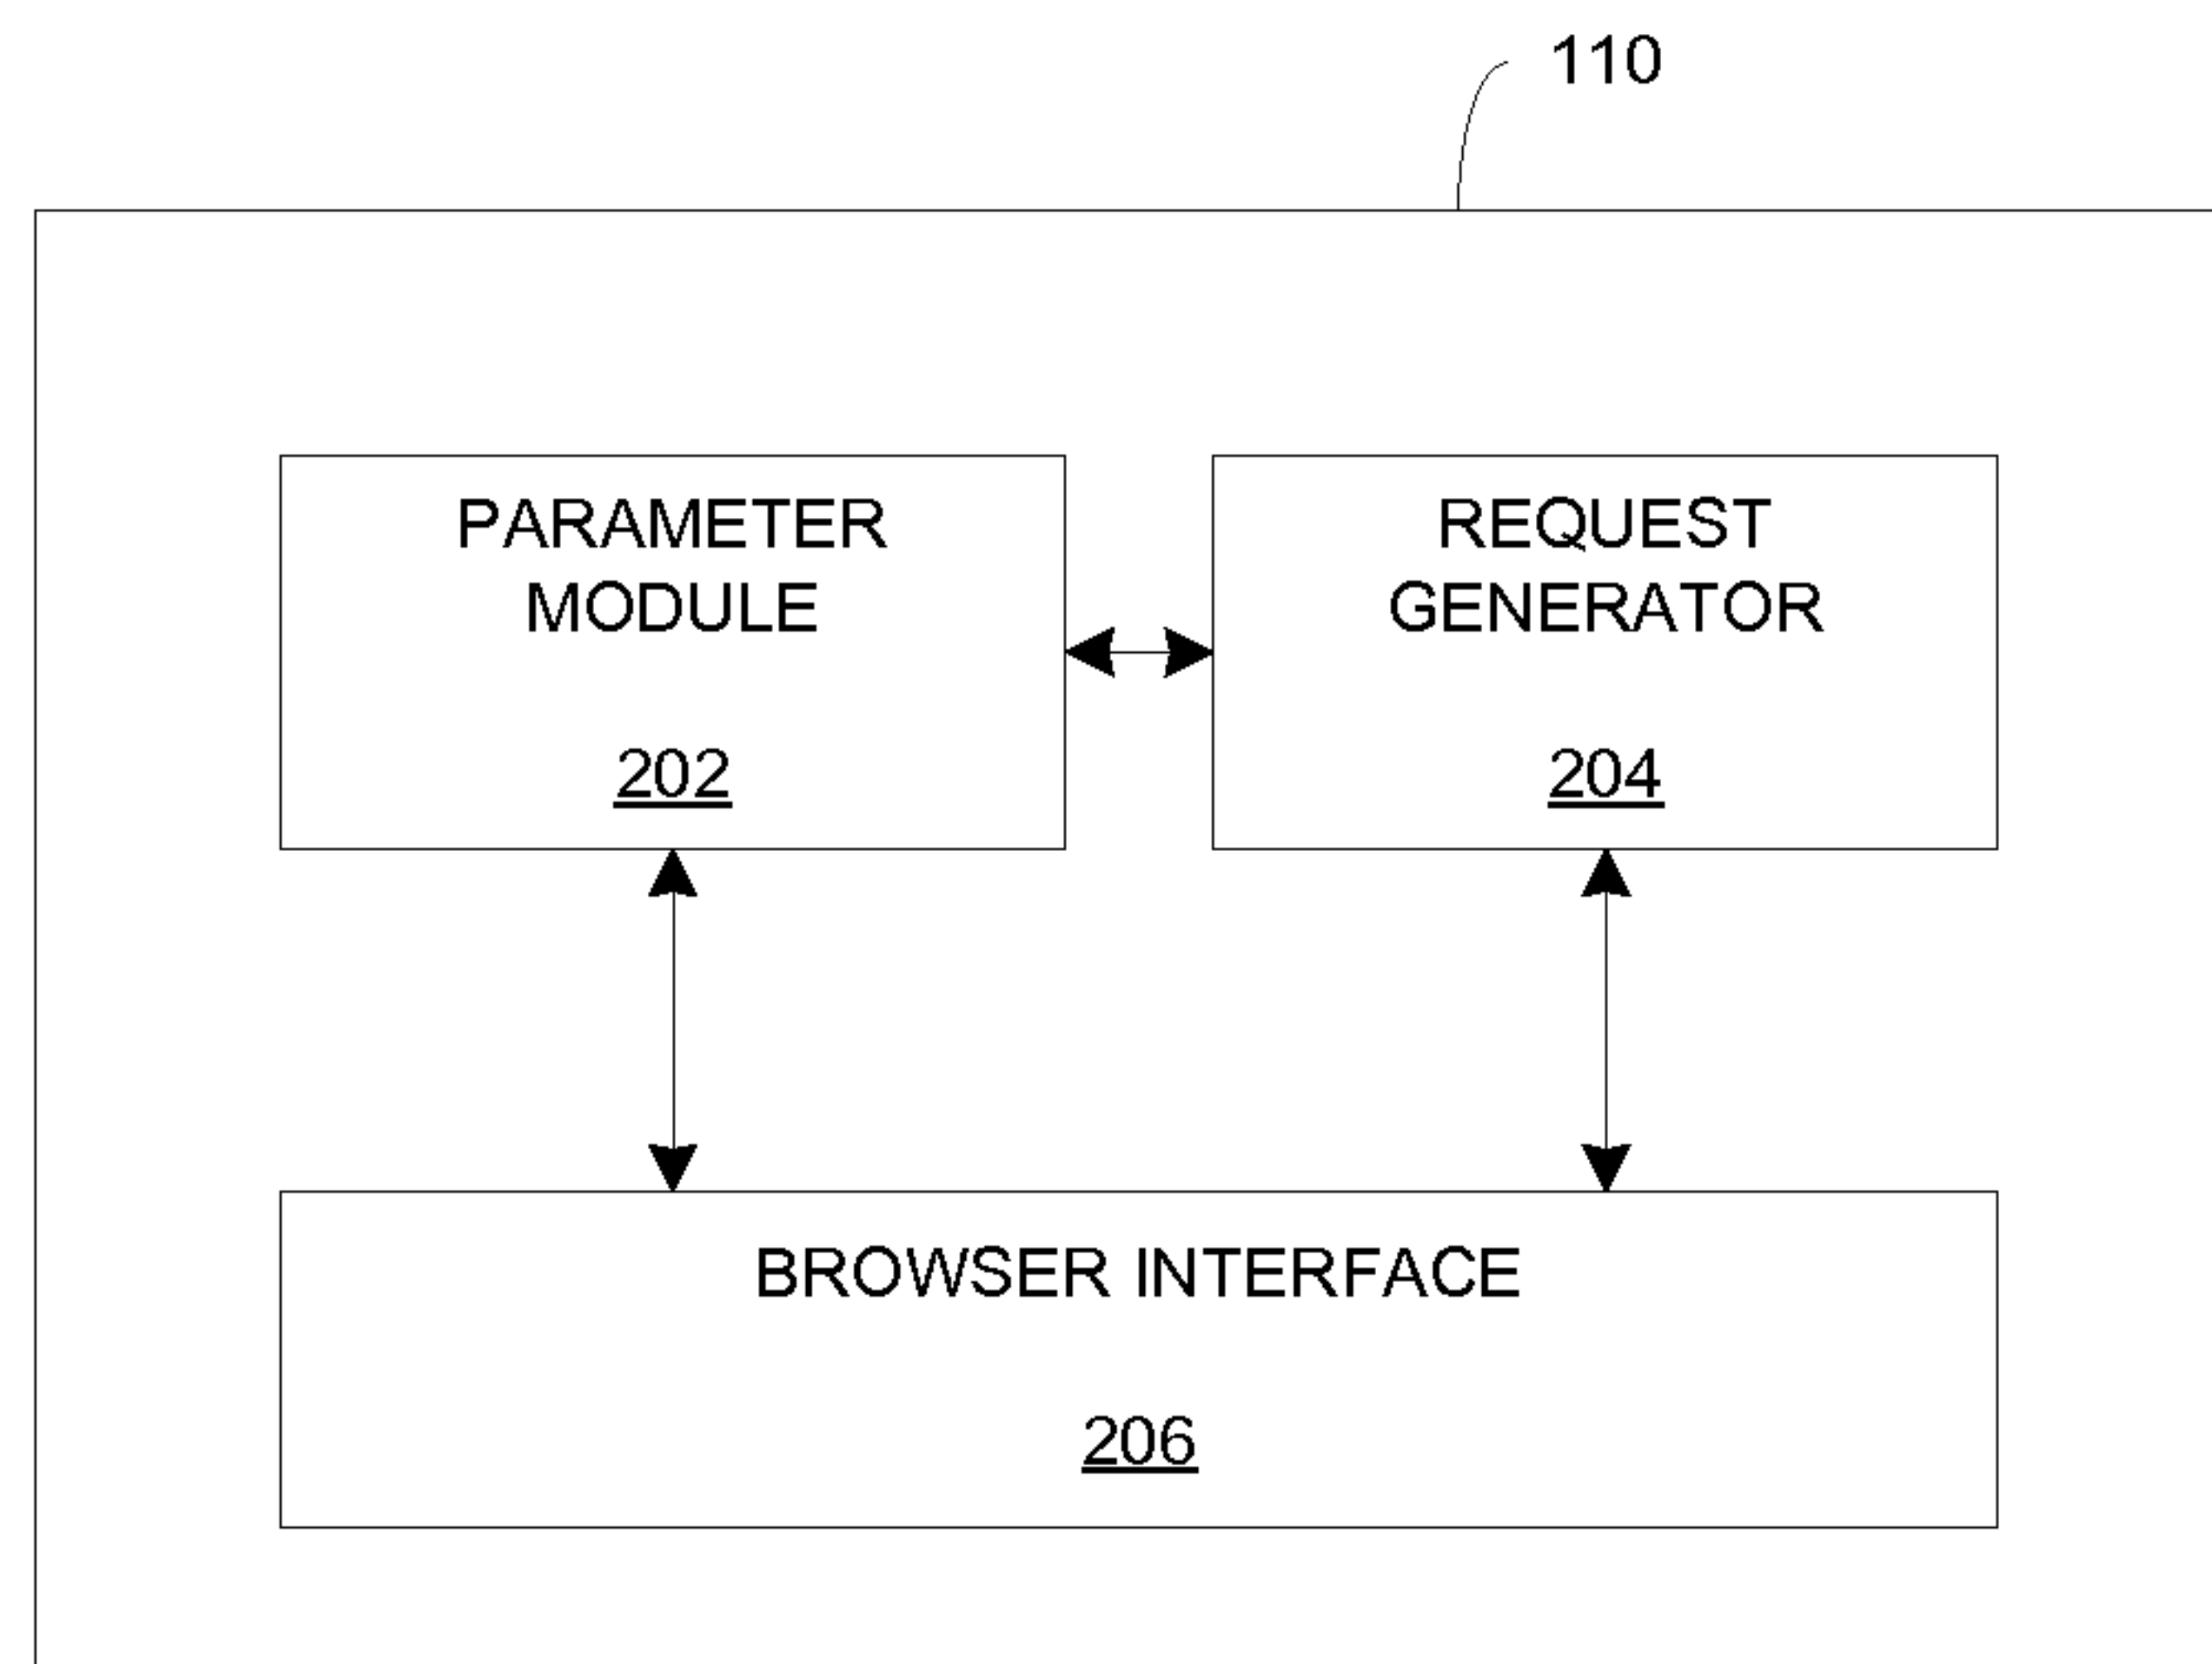 110
PARAMETER
MODULE
202
REQUEST
GENERATOR
204
BROWSER INTERFACE
206